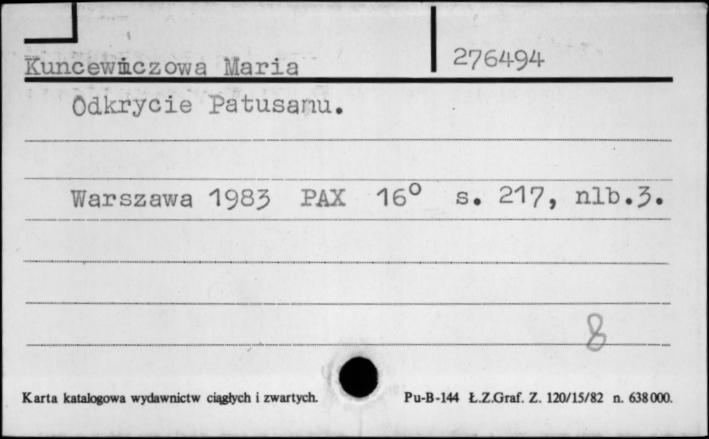 Kuncewiczowa Maria 276494
Odkrycie Patusanu.
Warszawa 1983 PAX 16° s. 217, nlb.3.
8
Karta katalogowa wydawnictw ciągłych i zwartych. Pu-B-144 Ł.Z.Graf. Z. 120/15/82 n. 638000.